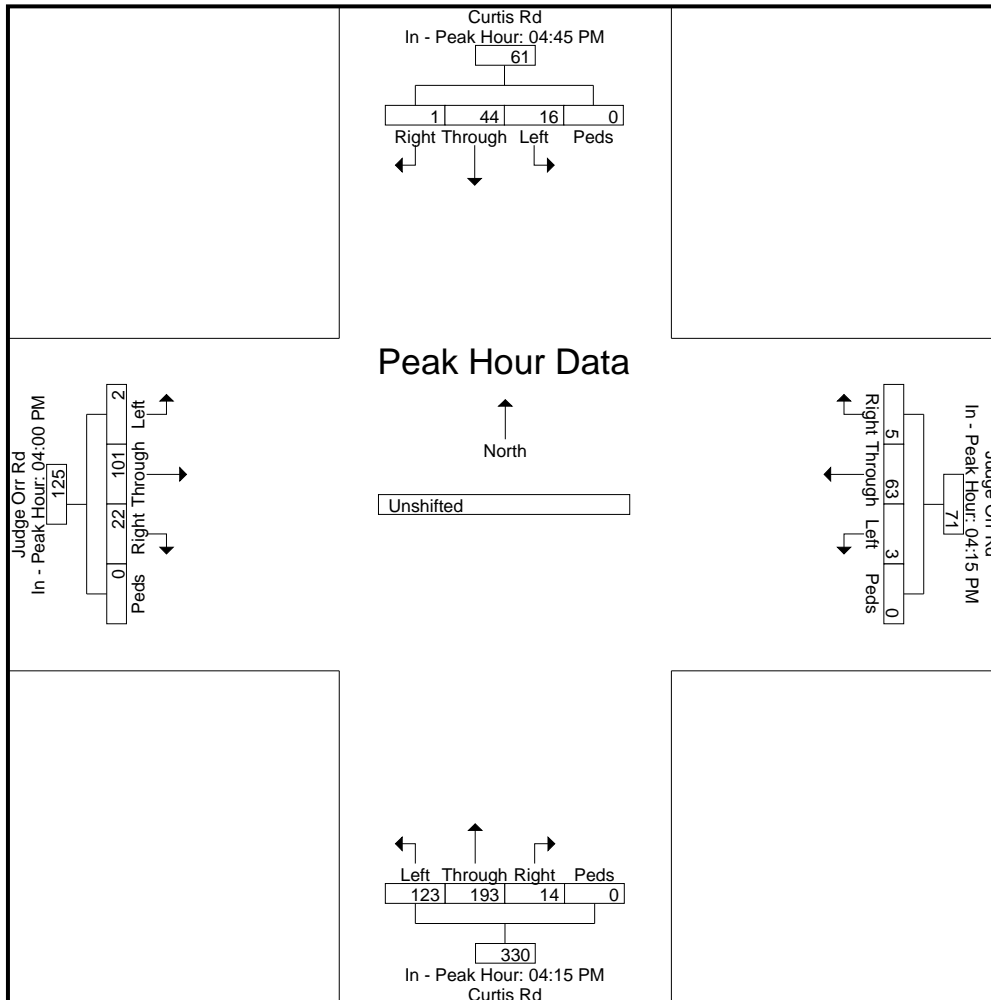 Curtis Rd
In - Peak Hour: 04:45 PM
61
1 44 16 0
Right Through Left Peds
Peak Hour Data
North
Unshifted
Judge Orr Rd
In - Peak Hour: 04:00 PM
125
2 101 22 0
Left Through Right Peds
Judge Orr Rd
In - Peak Hour: 04:15 PM
71
5 63 3 0
Right Through Left Peds
Left Through Right Peds
123 193 14 0
330
In - Peak Hour: 04:15 PM
Curtis Rd